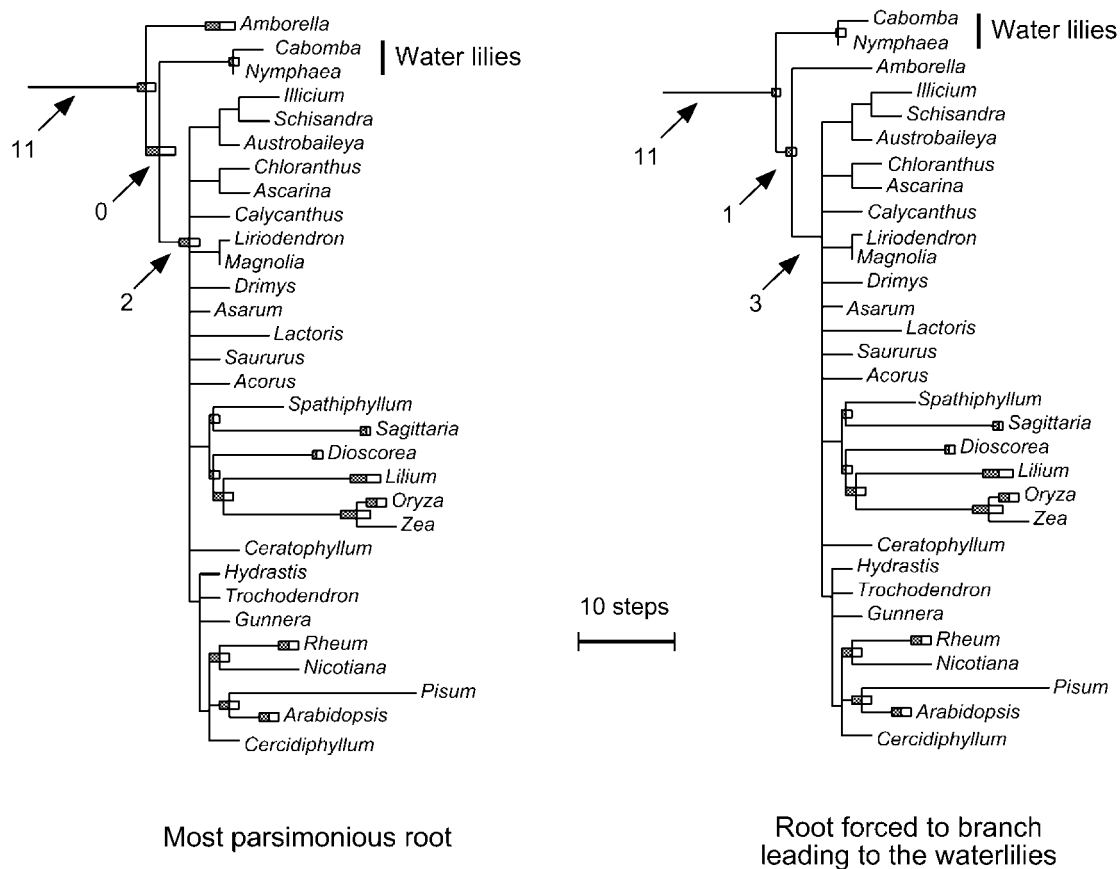 Amborella
Cabomba
Nymphaea
Water lilies
Illicium
Schisandra
11
Austrobaileya
Chloranthus
Ascarina
0
Calycanthus
Liriodendron
Magnolia
2
Drimys
Asarum
Lactoris
Saururus
Acorus
Spathiphyllum
Sagittaria
Dioscorea
Lilium
Oryza
Zea
Ceratophyllum
Hydrastis
Trochodendron
Gunnera
Rheum
Nicotiana
Pisum
Arabidopsis
Cercidiphyllum
Most parsimonious root
10 steps
Cabomba
Nymphaea
Water lilies
Amborella
Illicium
Schisandra
11
Austrobaileya
Chloranthus
Ascarina
1
Calycanthus
Liriodendron
Magnolia
3
Drimys
Asarum
Lactoris
Saururus
Acorus
Spathiphyllum
Sagittaria
Dioscorea
Lilium
Oryza
Zea
Ceratophyllum
Hydrastis
Trochodendron
Gunnera
Rheum
Nicotiana
Pisum
Arabidopsis
Cercidiphyllum
Root forced to branch
leading to the waterlilies